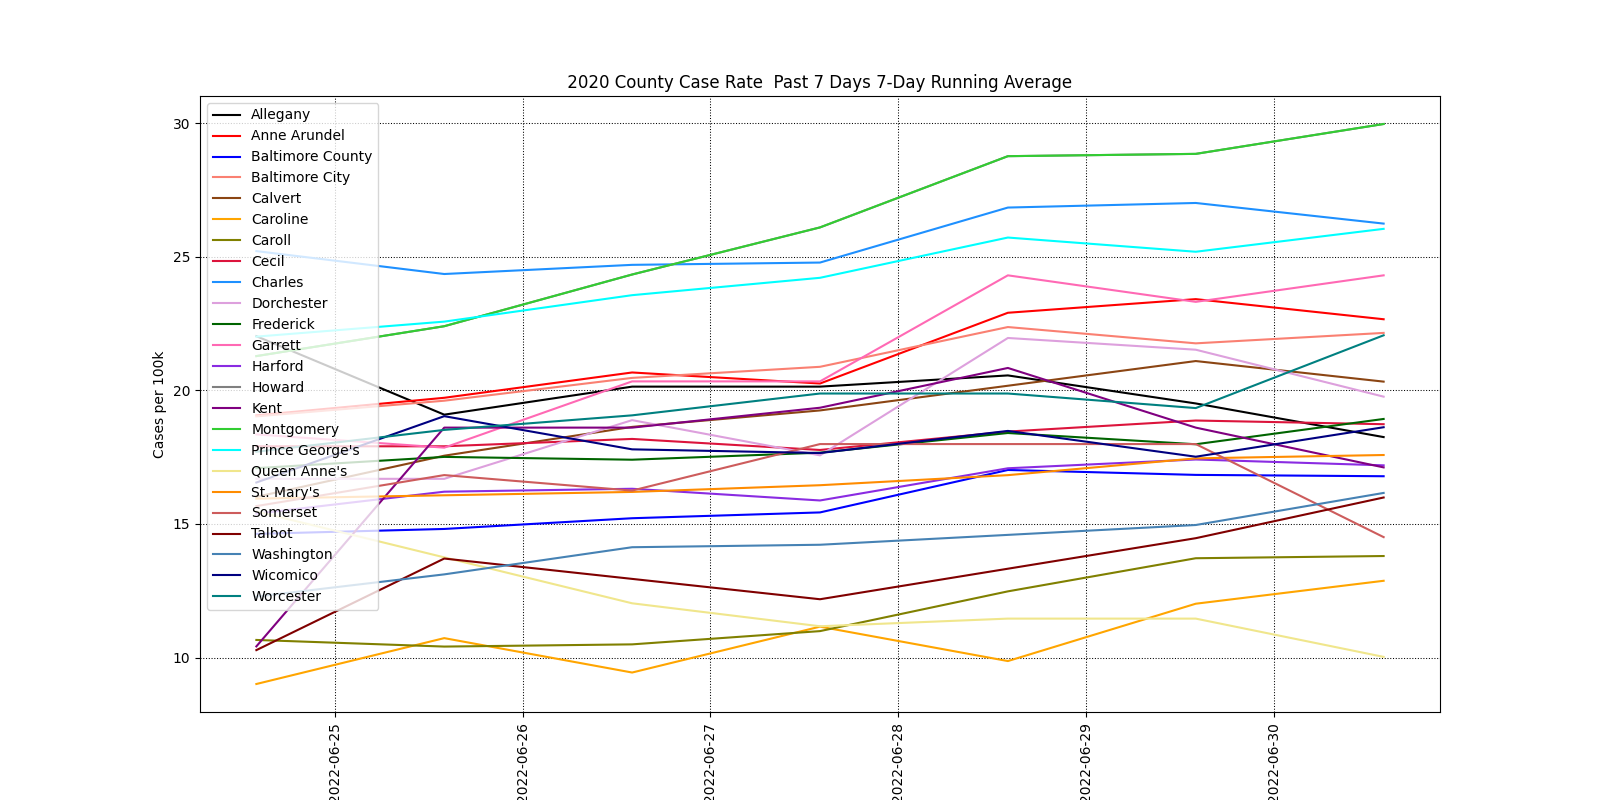 2020 County Case Rate  Past 7 Days 7-Day Running Average
Cases per 100k
30
25
20
15
10
Allegany
Anne Arundel
Baltimore County
Baltimore City
Calvert
Caroline
Caroll
Cecil
Charles
Dorchester
Frederick
Garrett
Harford
Howard
Kent
Montgomery
Prince George's
Queen Anne's
St. Mary's
Somerset
Talbot
Washington
Wicomico
Worcester
2022-06-25
2022-06-26
2022-06-27
2022-06-28
2022-06-29
2022-06-30